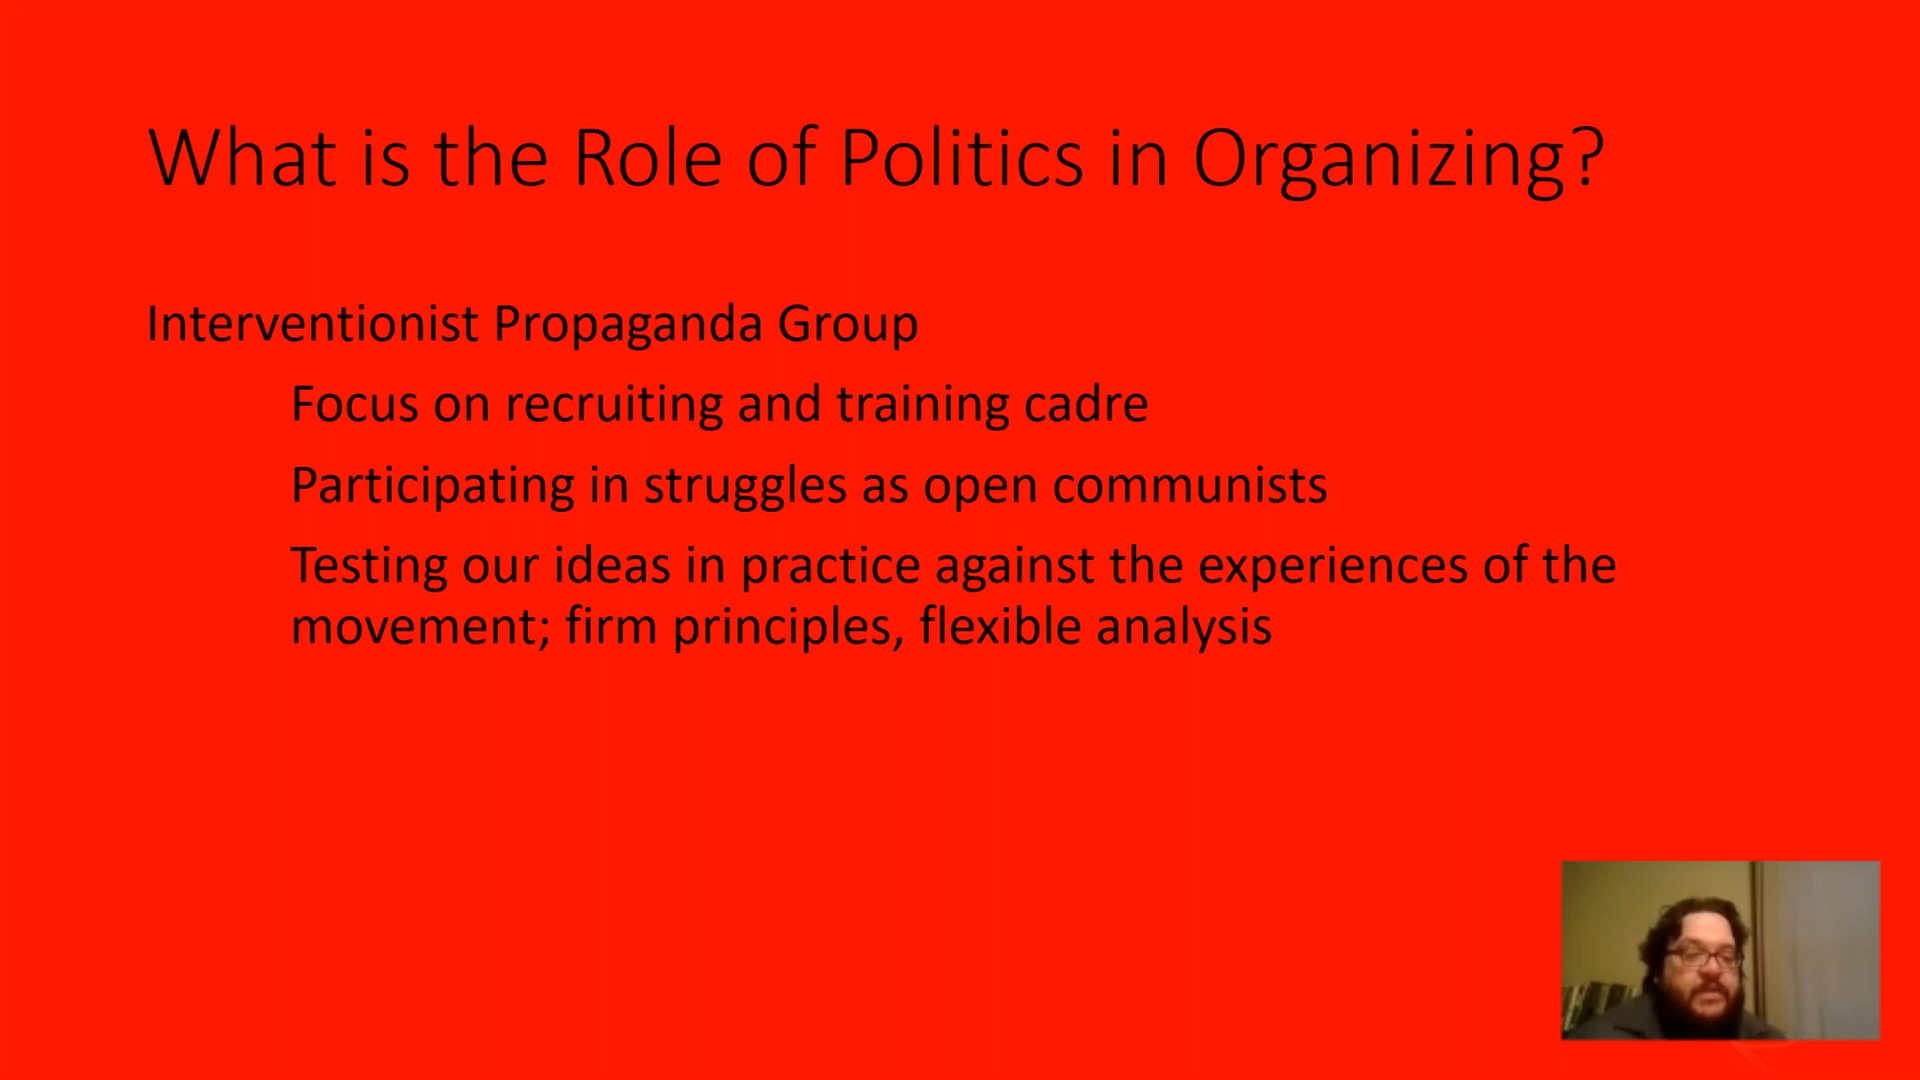 What is the Role of Politics in Organizing?
Interventionist Propaganda Group
Focus on recruiting and training cadre
Participating in struggles as open communists
Testing our ideas in practice against the experiences of the
movement; firm principles, flexible analysis